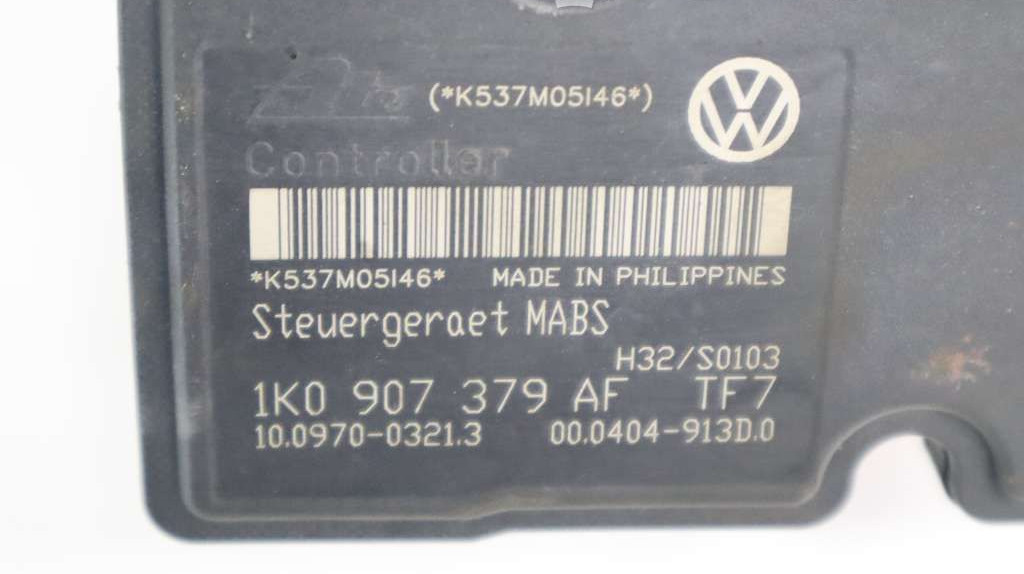 Ate (*K537M05146*)
Controller
*K537M05146* MADE IN PHILIPPINES
Steuergeraet MABS
H32/S0103
1K0 907 379 AF TF7
10.0970-0321.3 00.0404-913D.0